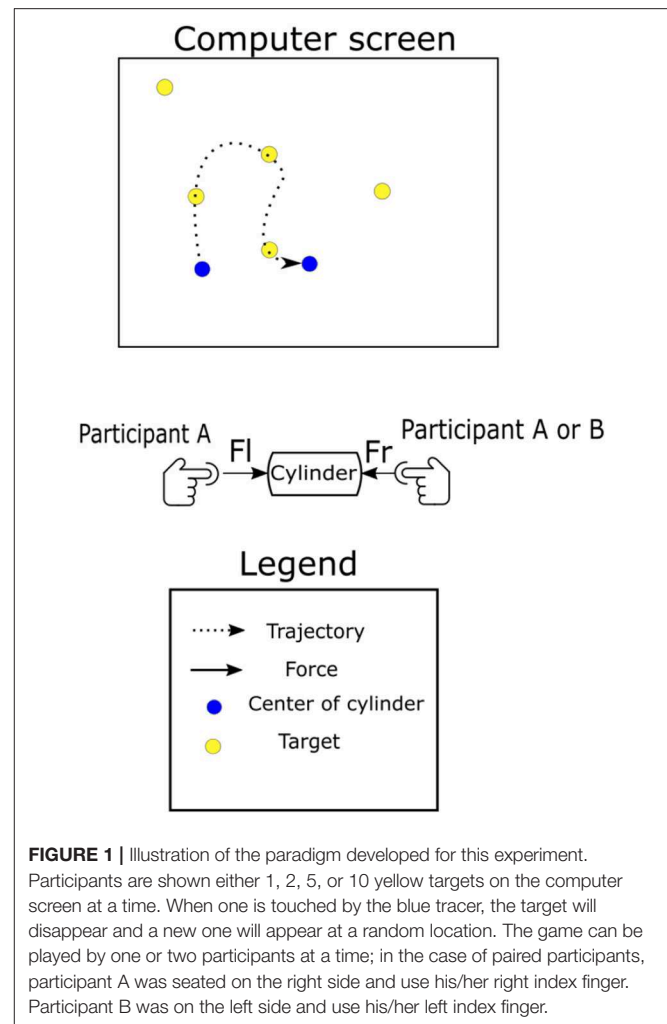 Computer screen
Participant A
Fl
Cylinder
Fr
Participant A or B
Legend
Trajectory
Force
Center of cylinder
Target
FIGURE 1 | Illustration of the paradigm developed for this experiment.
Participants are shown either 1, 2, 5, or 10 yellow targets on the computer
screen at a time. When one is touched by the blue tracer, the target will
disappear and a new one will appear at a random location. The game can be
played by one or two participants at a time; in the case of paired participants,
participant A was seated on the right side and use his/her right index finger.
Participant B was on the left side and use his/her left index finger.